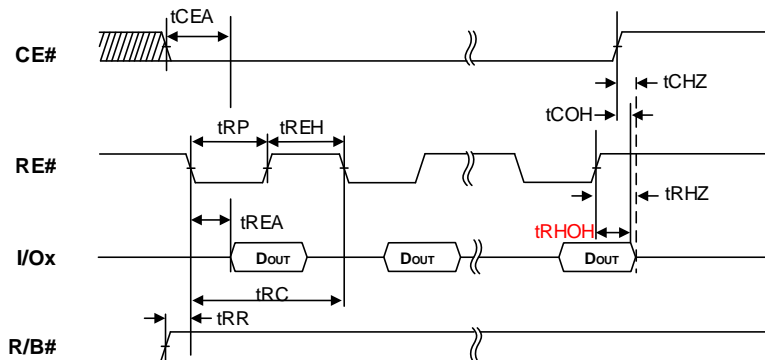 tCEA
CE#
tCHZ
tCOH
tRP
tREH
RE#
tREA
tRHZ
tRHOH
I/Ox
DOUT
DOUT
DOUT
tRC
tRR
R/B#